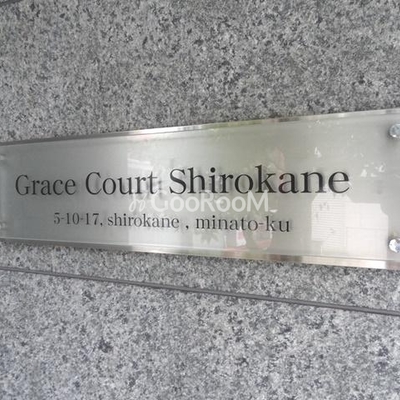 Grace Court Shirokane
GooRooM
5-10-17, shirokane , minato-ku